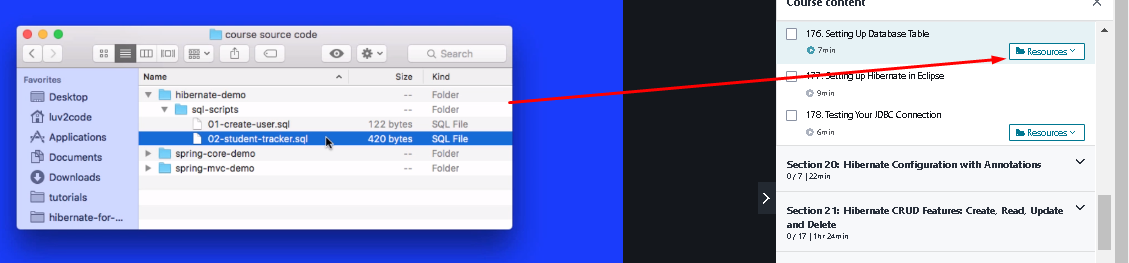 course source code
Search
Favorites
Desktop
luv2code
Applications
Documents
Downloads
tutorials
hibernate-for-...
Name Size Kind
hibernate-demo -- Folder
sql-scripts -- Folder
01-create-user.sql 122 bytes SQL File
02-student-tracker.sql 420 bytes SQL File
spring-core-demo -- Folder
spring-mvc-demo -- Folder
Course content
176. Setting Up Database Table
7min
Resources
177. Setting up Hibernate in Eclipse
9min
178. Testing Your JDBC Connection
6min
Resources
Section 20: Hibernate Configuration with Annotations
0 / 7 | 22min
Section 21: Hibernate CRUD Features: Create, Read, Update
and Delete
0 / 17 | 1hr 24min